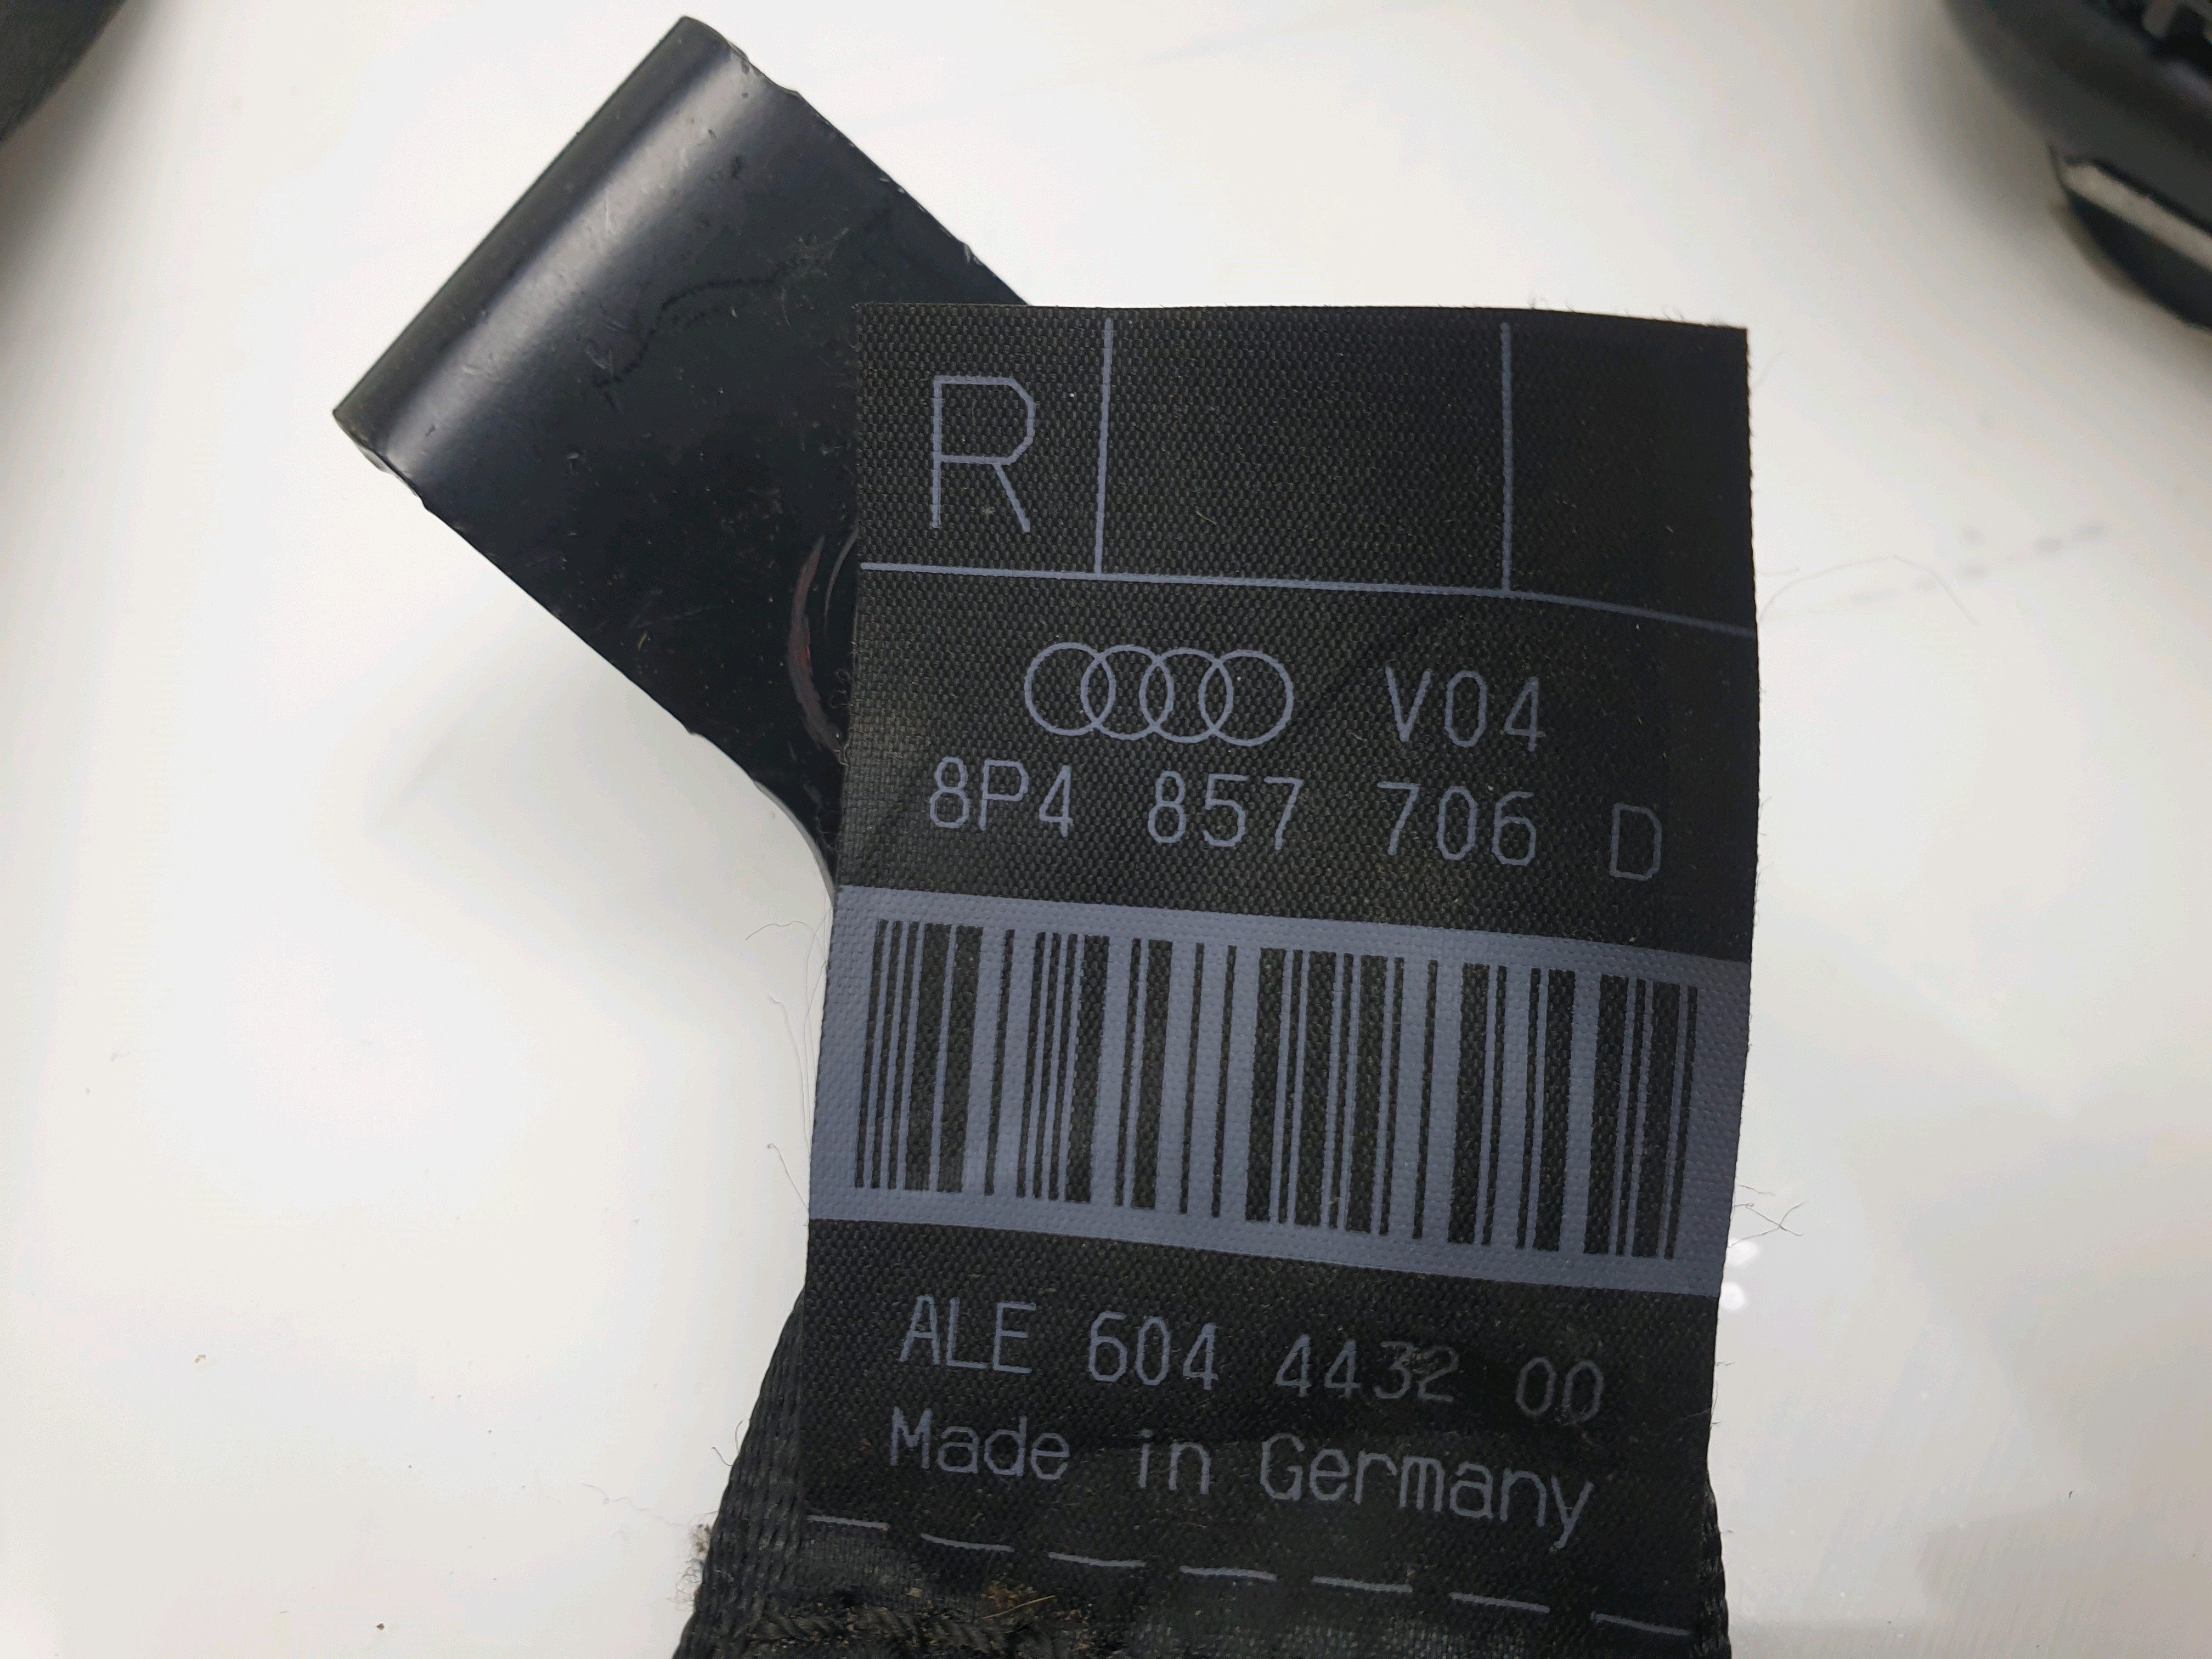 R
V04
8P4 857 706 D
ALE 604 4432 00
Made in Germany